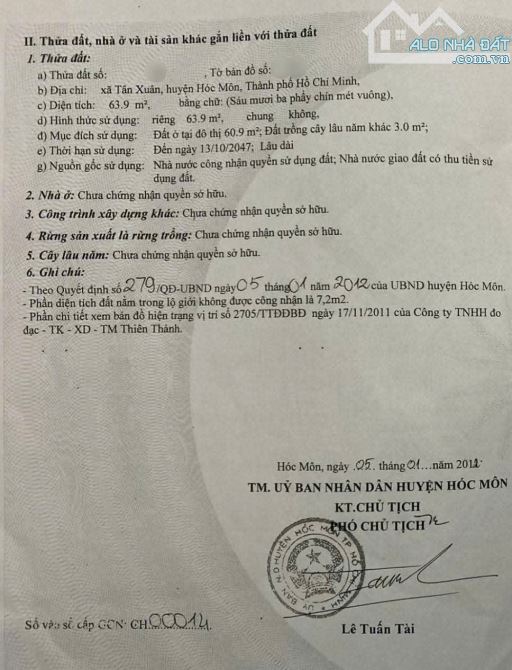 ALO NHÀ ĐẤT
II. Thửa đất, nhà ở và tài sản khác gắn liền với thửa đất
1. Thửa đất:
a) Thửa đất số: , Tờ bản đồ số:
b) Địa chỉ: xã Tân Xuân, huyện Hóc Môn, Thành phố Hồ Chí Minh,
c) Diện tích: 63.9 m², bằng chữ: (Sáu mươi ba phẩy chín mét vuông),
d) Hình thức sử dụng: riêng 63.9 m², chung không,
đ) Mục đích sử dụng: Đất ở tại đô thị 60.9 m²; Đất trồng cây lâu năm khác 3.0 m²;
e) Thời hạn sử dụng: Đến ngày 13/10/2047; Lâu dài
g) Nguồn gốc sử dụng: Nhà nước công nhận quyền sử dụng đất; Nhà nước giao đất có thu tiền sử
dụng đất.
2. Nhà ở: Chưa chứng nhận quyền sở hữu.
3. Công trình xây dựng khác: Chưa chứng nhận quyền sở hữu.
4. Rừng sản xuất là rừng trồng: Chưa chứng nhận quyền sở hữu.
5. Cây lâu năm: Chưa chứng nhận quyền sở hữu.
6. Ghi chú:
- Theo Quyết định số 279/QĐ-UBND ngày 05 tháng 01 năm 2012 của UBND huyện Hóc Môn.
- Phần diện tích đất nằm trong lộ giới không được công nhận là 7,2m2.
- Phần chi tiết xem bản đồ hiện trạng vị trí số 2705/TTĐĐBĐ ngày 17/11/2011 của Công ty TNHH đo
đạc - TK - XD - TM Thiên Thành.
Hóc Môn, ngày .05. tháng .01...năm 2012
TM. UỶ BAN NHÂN DÂN HUYỆN HÓC MÔN
KT.CHỦ TỊCH
PHÓ CHỦ TỊCH
Lê Tuấn Tài
Số vào sổ cấp GCN: CH.00014.